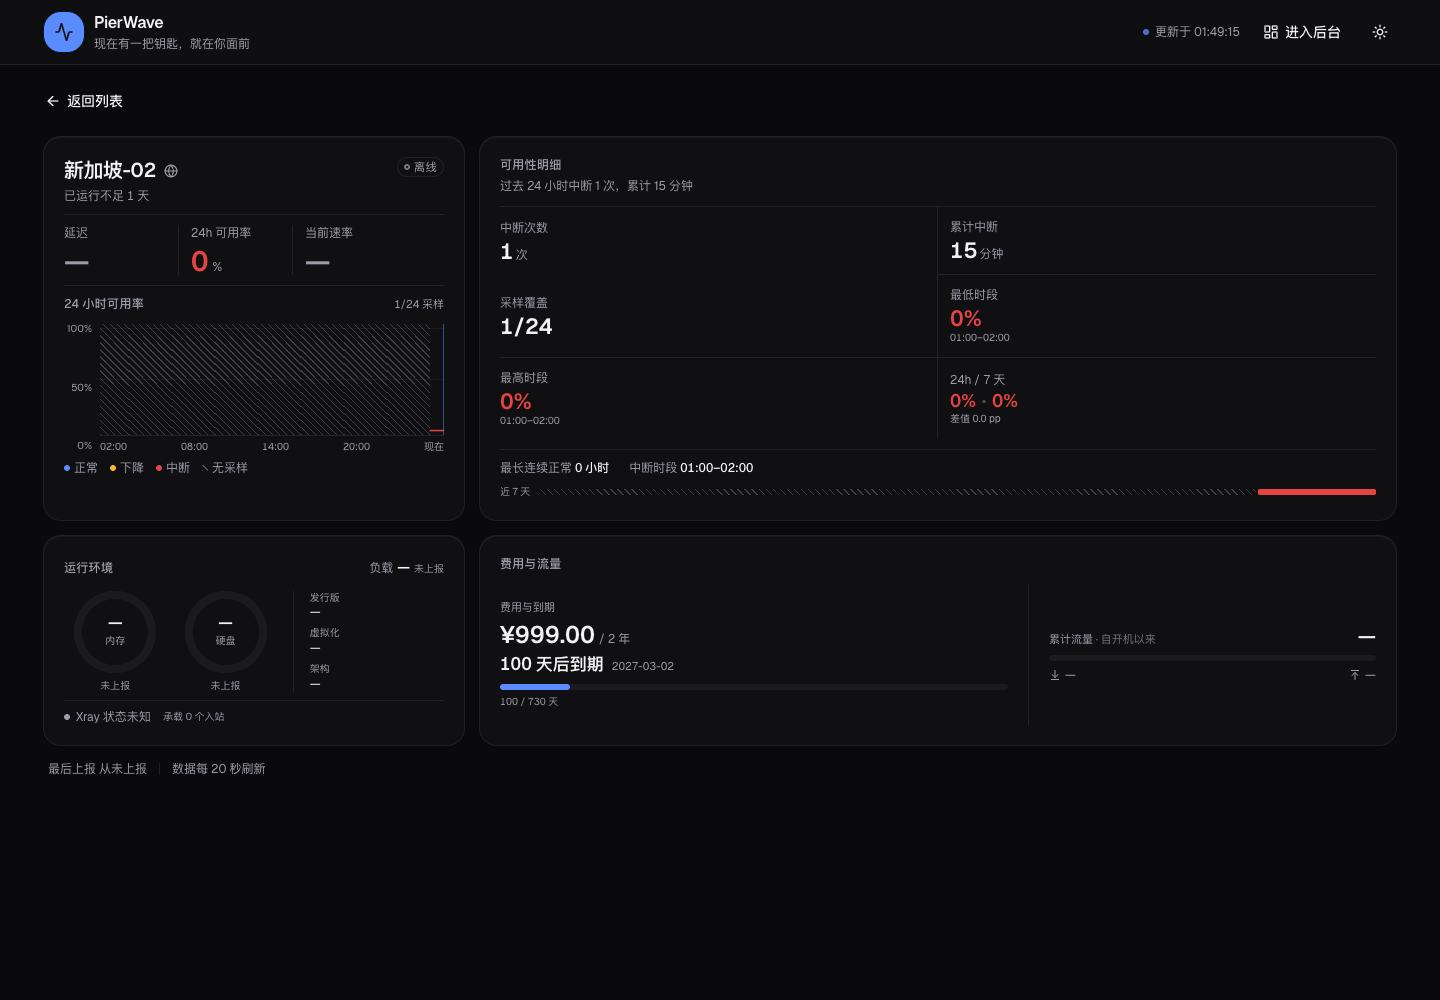 PierWave
现在有一把钥匙，就在你面前
更新于 01:49:15
进入后台
返回列表
新加坡-02
离线
已运行不足 1 天
延迟
—
24h 可用率
0 %
当前速率
—
24 小时可用率
1/24 采样
100%
50%
0%
02:00 08:00 14:00 20:00 现在
正常 下降 中断 无采样
可用性明细
过去 24 小时中断 1 次，累计 15 分钟
中断次数
1 次
累计中断
15 分钟
采样覆盖
1/24
最低时段
0%
01:00–02:00
最高时段
0%
01:00–02:00
24h / 7 天
0% · 0%
差值 0.0 pp
最长连续正常 0 小时 中断时段 01:00–02:00
近 7 天
运行环境
负载 — 未上报
—
内存
未上报
—
硬盘
未上报
发行版
—
虚拟化
—
架构
—
Xray 状态未知 承载 0 个入站
费用与流量
费用与到期
¥999.00 / 2 年
100 天后到期 2027-03-02
100 / 730 天
累计流量 · 自开机以来
—
—
—
最后上报 从未上报
数据每 20 秒刷新